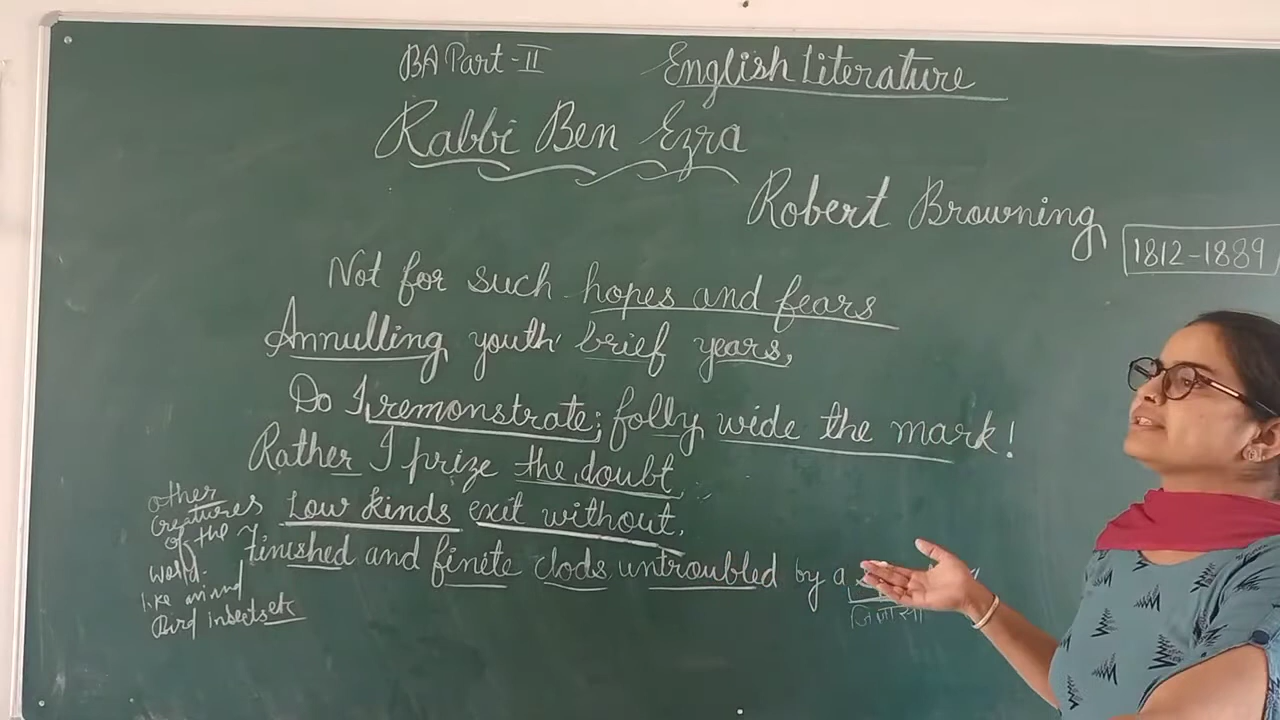 BA Part-II
English Literature
Rabbi Ben Ezra
Robert Browning
1812-1889
Not for such hopes and fears
Annulling youth' brief years,
Do I remonstrate; folly wide the mark!
Rather I prize the doubt
Low kinds exit without,
finished and finite clods untroubled by a
other
creatures
of the
world.
like
Bird insects etc